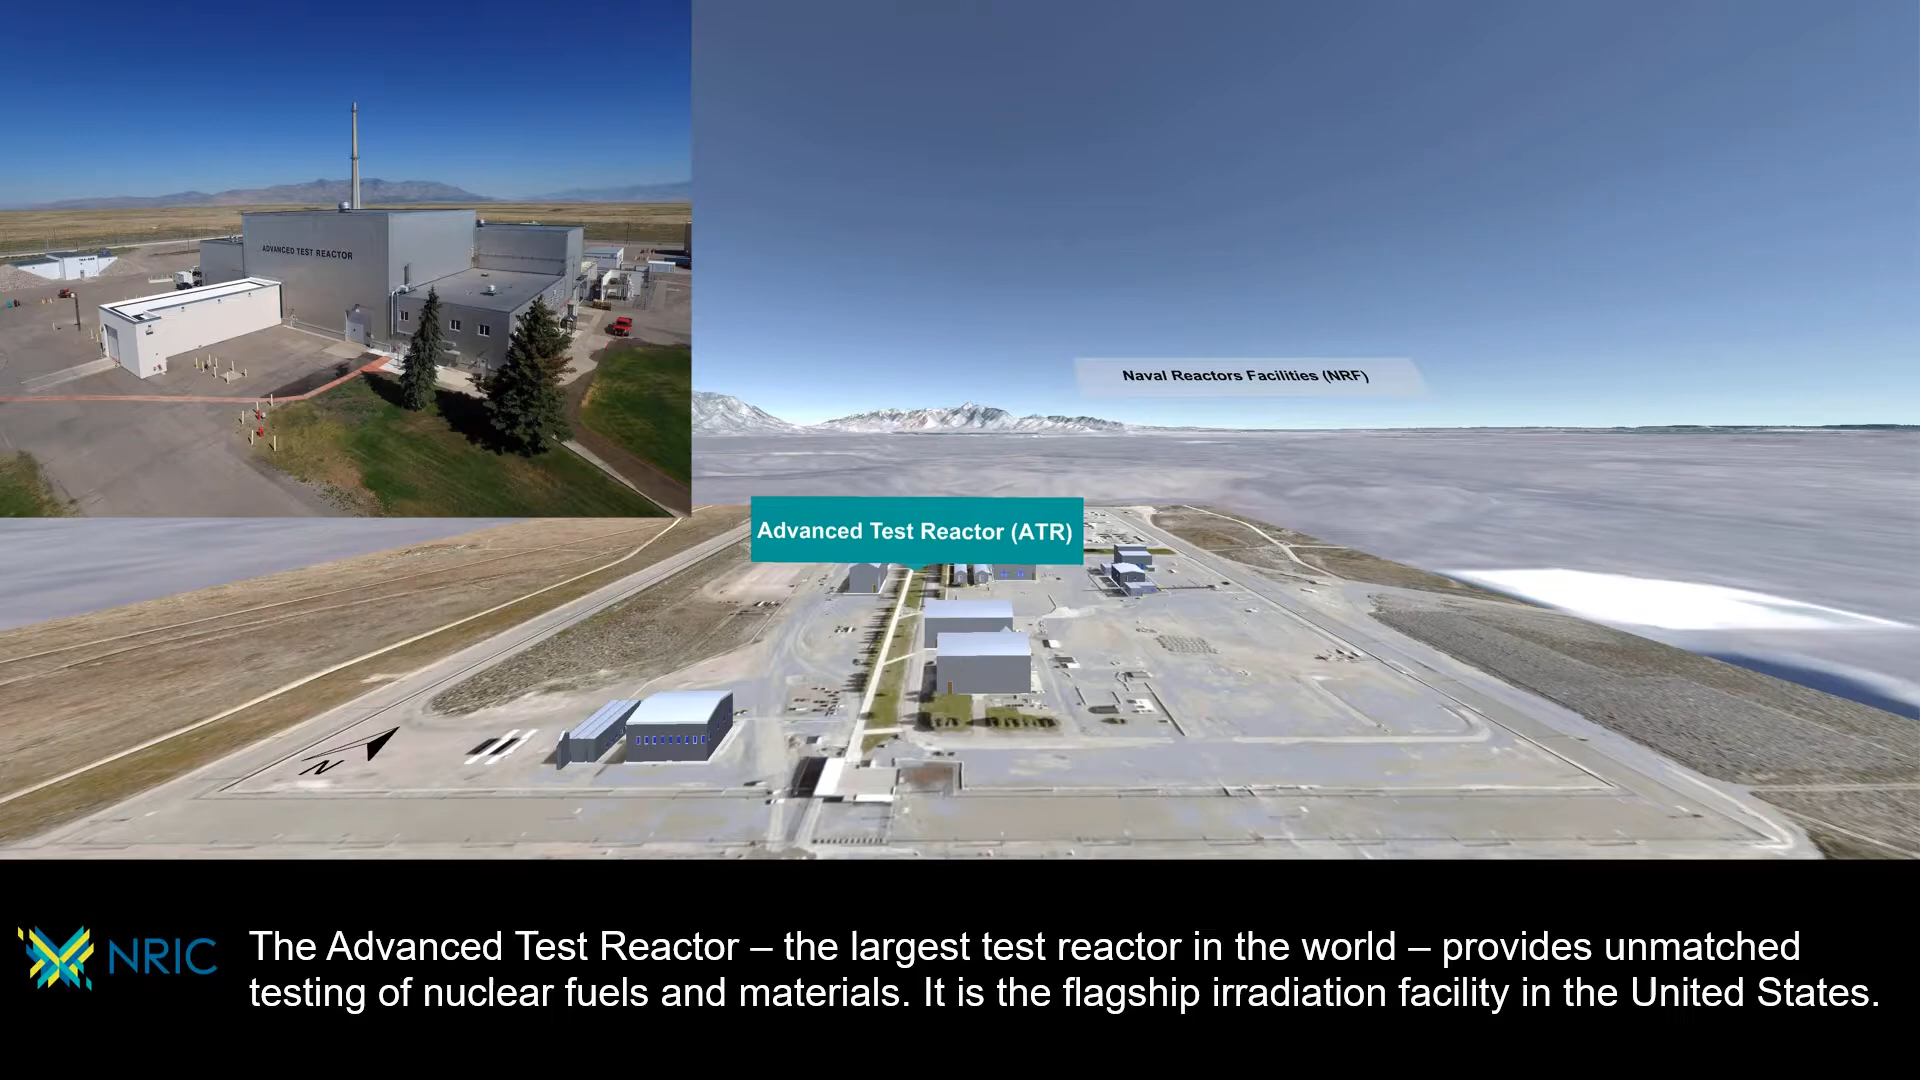 ADVANCED TEST REACTOR
Naval Reactors Facilities (NRF)
Advanced Test Reactor (ATR)
N
NRIC
The Advanced Test Reactor – the largest test reactor in the world – provides unmatched
testing of nuclear fuels and materials. It is the flagship irradiation facility in the United States.